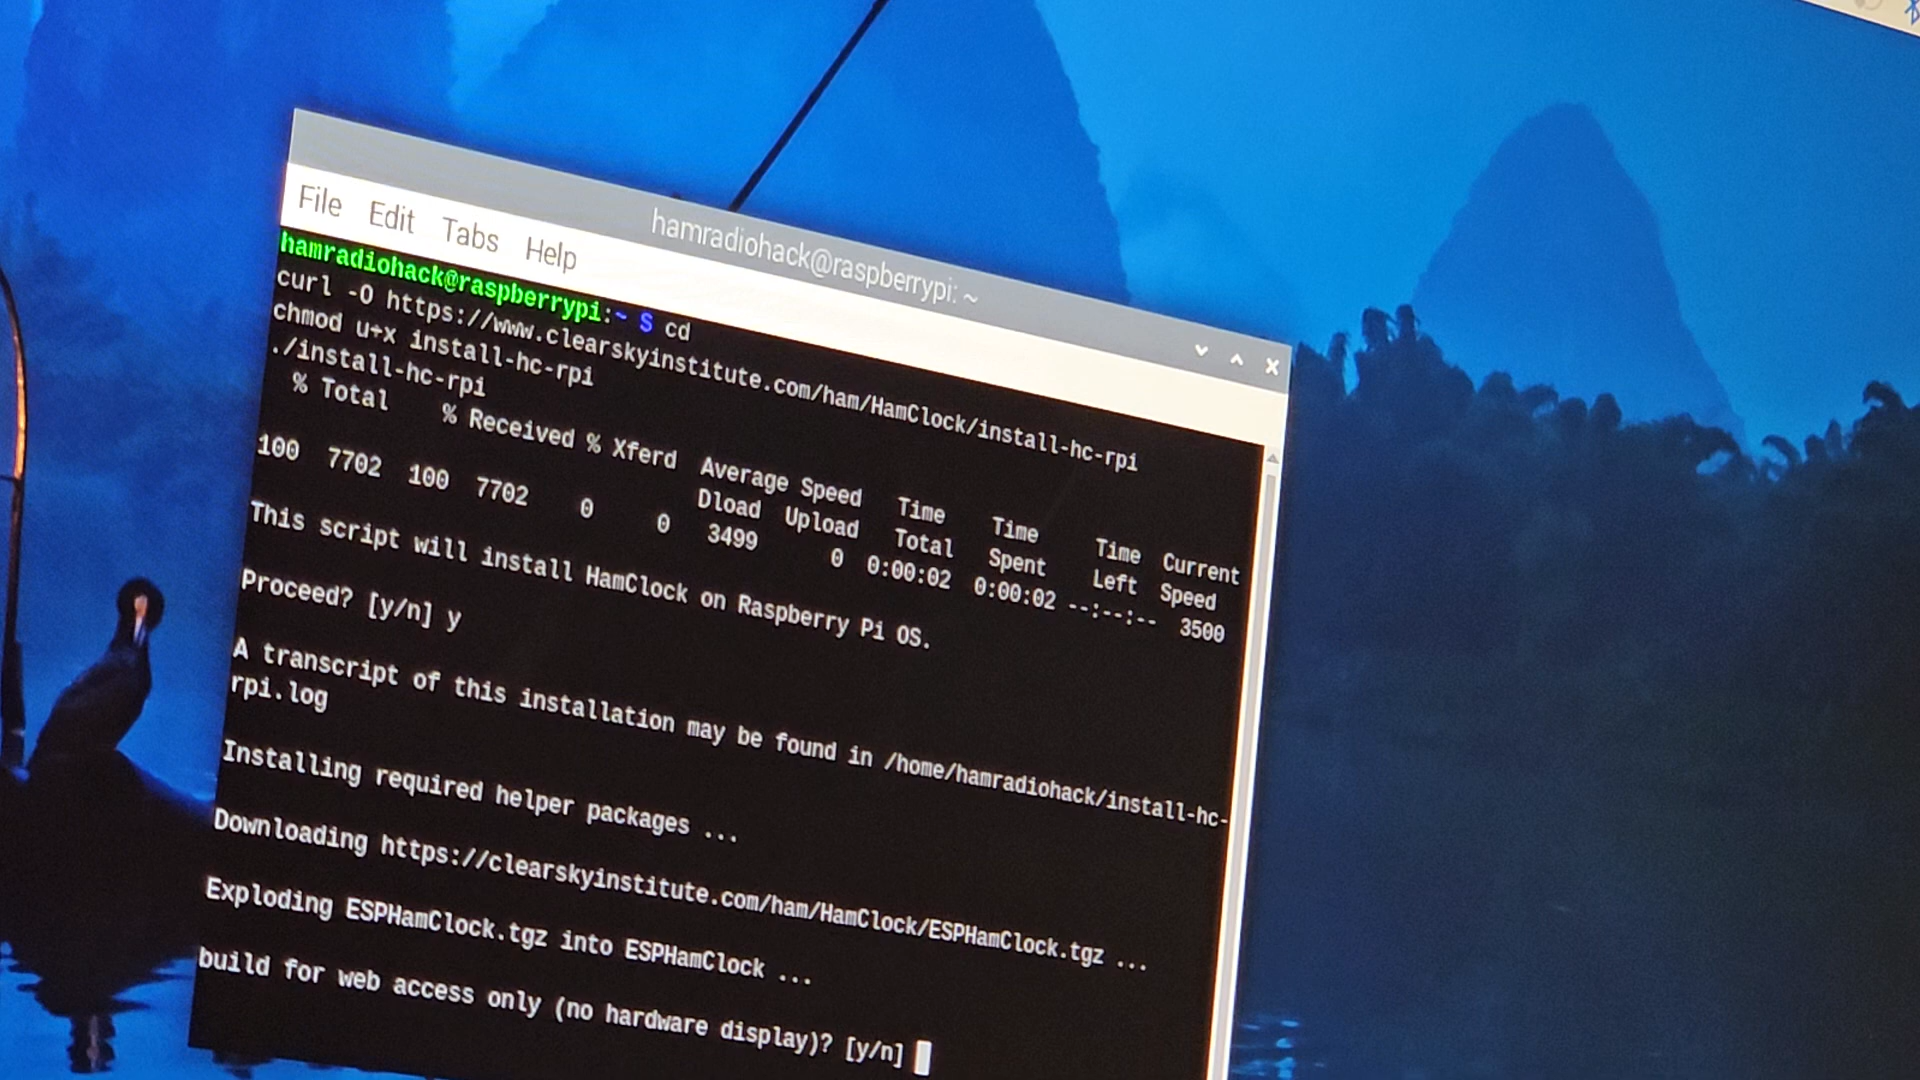 hamradiohack@raspberrypi: ~
File Edit Tabs Help
hamradiohack@raspberrypi:~ $ cd
curl -O https://www.clearskyinstitute.com/ham/HamClock/install-hc-rpi
chmod u+x install-hc-rpi
./install-hc-rpi
% Total % Received % Xferd Average Speed Time Time Time Current
Dload Upload Total Spent Left Speed
100 7702 100 7702 0 0 3499 0 0:00:02 0:00:02 --:--:-- 3500
This script will install HamClock on Raspberry Pi OS.
Proceed? [y/n] y
A transcript of this installation may be found in /home/hamradiohack/install-hc-
rpi.log
Installing required helper packages ...
Downloading https://clearskyinstitute.com/ham/HamClock/ESPHamClock.tgz ...
Exploding ESPHamClock.tgz into ESPHamClock ...
build for web access only (no hardware display)? [y/n]